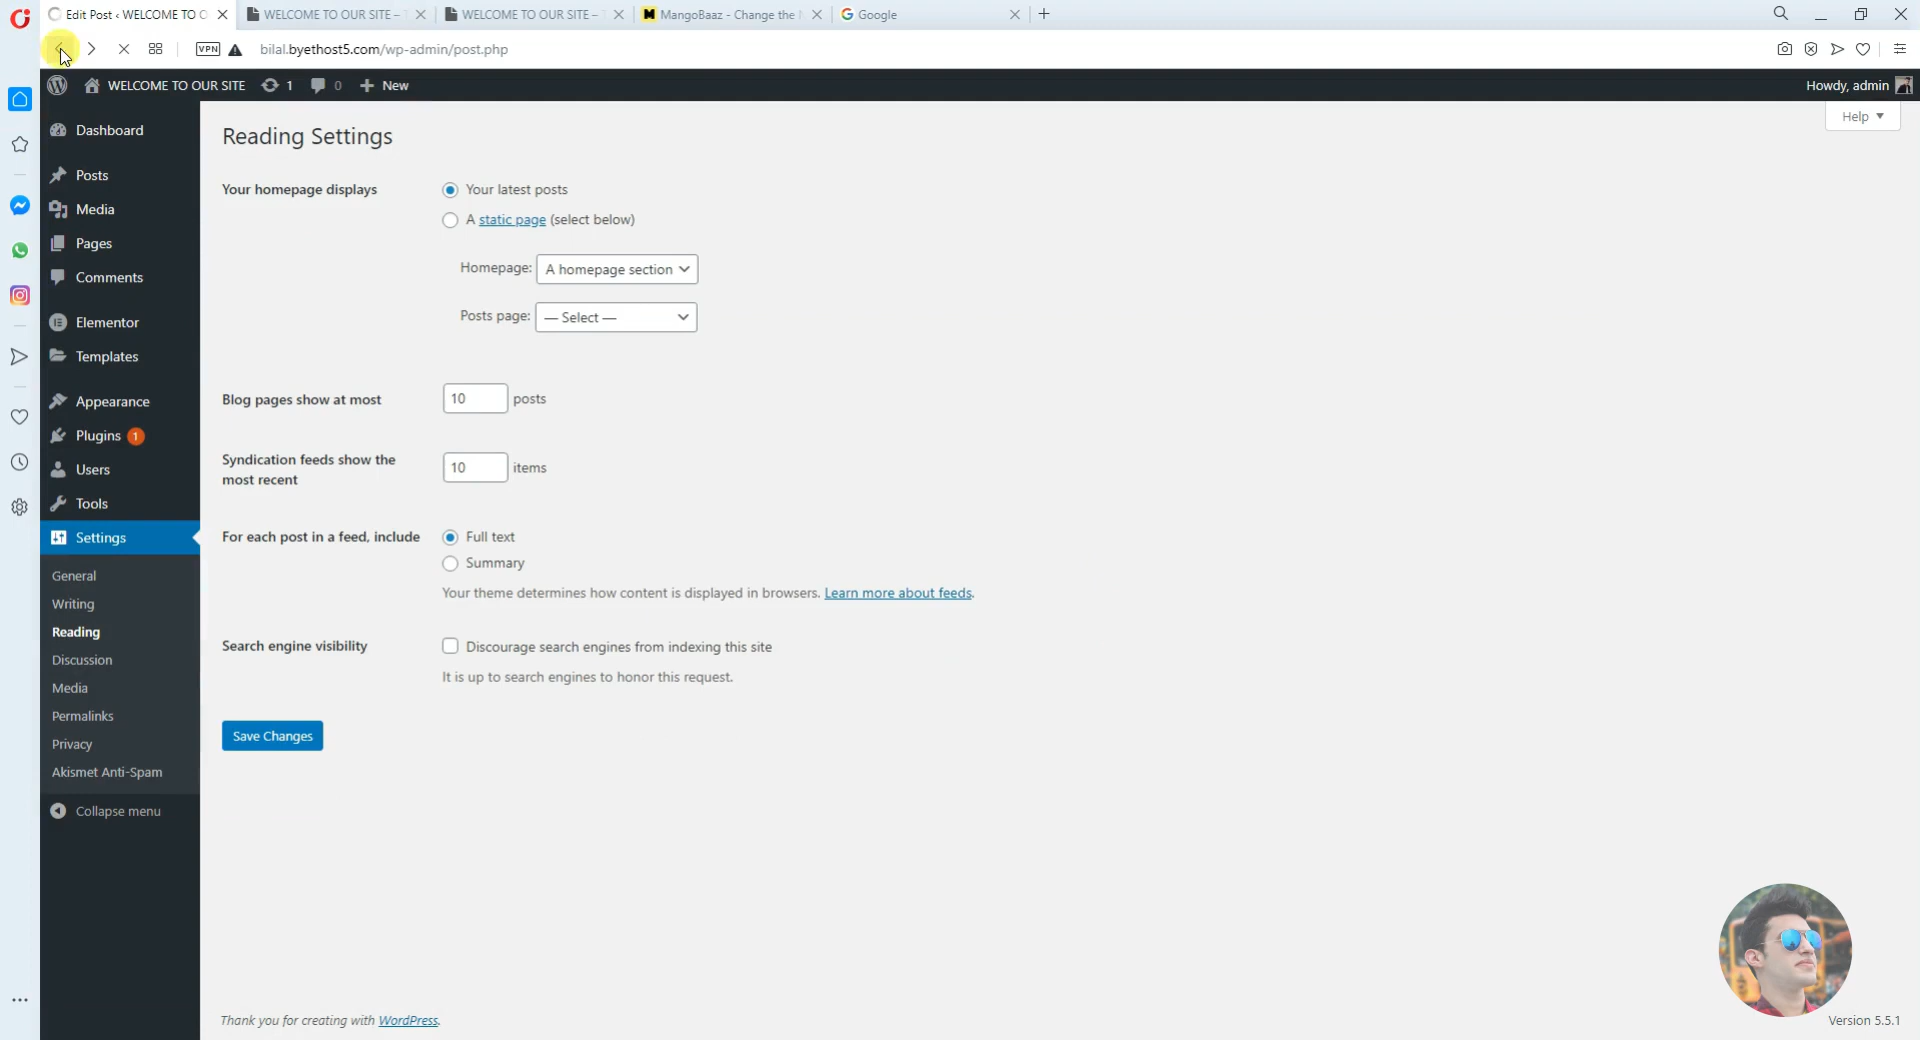 Edit Post ‹ WELCOME TO O
WELCOME TO OUR SITE –
WELCOME TO OUR SITE –
MangoBaaz - Change the
Google
VPN
bilal.byethost5.com/wp-admin/post.php
WELCOME TO OUR SITE
1
0
New
Howdy, admin
Help
Dashboard
Posts
Media
Pages
Comments
Elementor
Templates
Appearance
Plugins 1
Users
Tools
Settings
General
Writing
Reading
Discussion
Media
Permalinks
Privacy
Akismet Anti-Spam
Collapse menu
Reading Settings
Your homepage displays
Your latest posts
A static page (select below)
Homepage: A homepage section
Posts page: — Select —
Blog pages show at most
10 posts
Syndication feeds show the
most recent
10 items
For each post in a feed, include
Full text
Summary
Your theme determines how content is displayed in browsers. Learn more about feeds.
Search engine visibility
Discourage search engines from indexing this site
It is up to search engines to honor this request.
Save Changes
Thank you for creating with WordPress.
Version 5.5.1